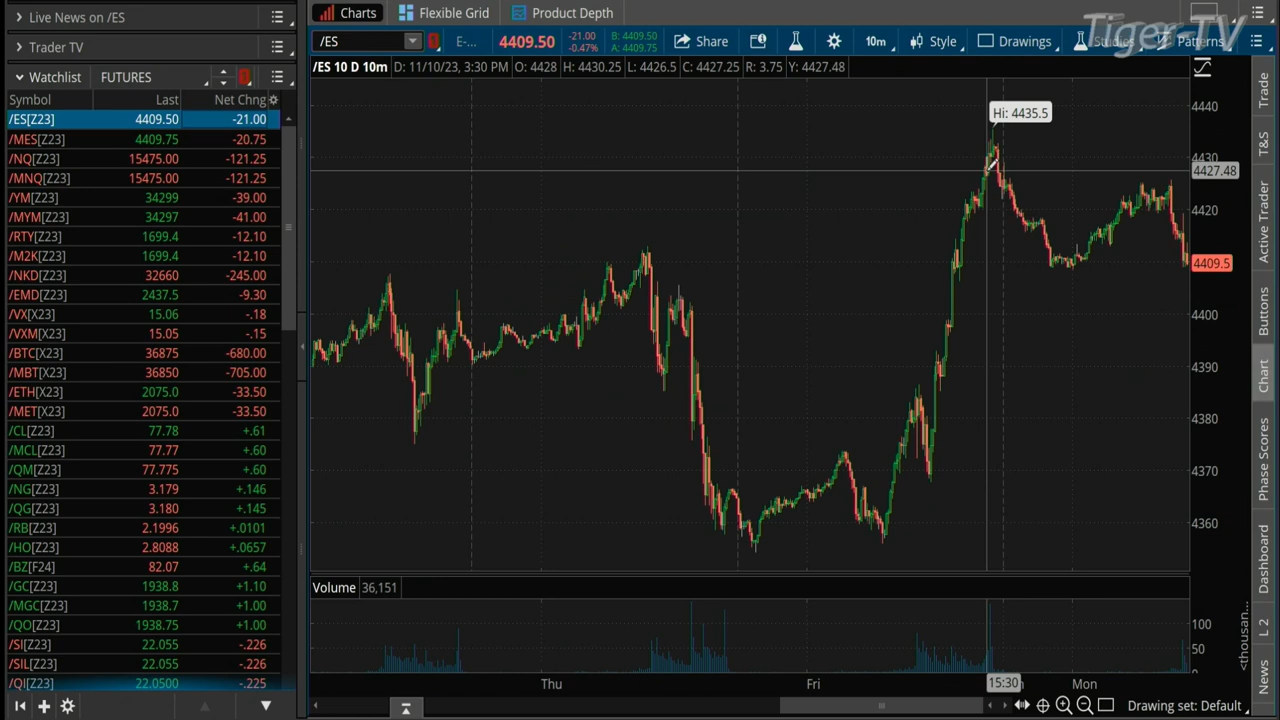 Live News on /ES
Charts
Flexible Grid
Product Depth
Tiger TV
Trader TV
/ES
E-...
4409.50
-21.00
-0.47%
B: 4409.50
A: 4409.75
Share
10m
Style
Drawings
Studies
Patterns
Watchlist
FUTURES
/ES 10 D 10m
D: 11/10/23, 3:30 PM
O: 4428
H: 4430.25
L: 4426.5
C: 4427.25
R: 3.75
Y: 4427.48
Symbol Last Net Chng
/ES[Z23] 4409.50 -21.00
/MES[Z23] 4409.75 -20.75
/NQ[Z23] 15475.00 -121.25
/MNQ[Z23] 15475.00 -121.25
/YM[Z23] 34299 -39.00
/MYM[Z23] 34297 -41.00
/RTY[Z23] 1699.4 -12.10
/M2K[Z23] 1699.4 -12.10
/NKD[Z23] 32660 -245.00
/EMD[Z23] 2437.5 -9.30
/VX[X23] 15.06 -.18
/VXM[X23] 15.05 -.15
/BTC[X23] 36875 -680.00
/MBT[X23] 36850 -705.00
/ETH[X23] 2075.0 -33.50
/MET[X23] 2075.0 -33.50
/CL[Z23] 77.78 +.61
/MCL[Z23] 77.77 +.60
/QM[Z23] 77.775 +.60
/NG[Z23] 3.179 +.146
/QG[Z23] 3.180 +.145
/RB[Z23] 2.1996 +.0101
/HO[Z23] 2.8088 +.0657
/BZ[F24] 82.07 +.64
/GC[Z23] 1938.8 +1.10
/MGC[Z23] 1938.7 +1.00
/QO[Z23] 1938.75 +1.00
/SI[Z23] 22.055 -.226
/SIL[Z23] 22.055 -.226
/QI[Z23] 22.0500 -.225
Hi: 4435.5
4440
4430
4427.48
4420
4409.5
4400
4390
4380
4370
4360
Volume
36,151
100
50
0
<thousan...
Thu
Fri
15:30
Mon
Drawing set: Default
Trade
T&S
Active Trader
Buttons
Chart
Phase Scores
Dashboard
L 2
News